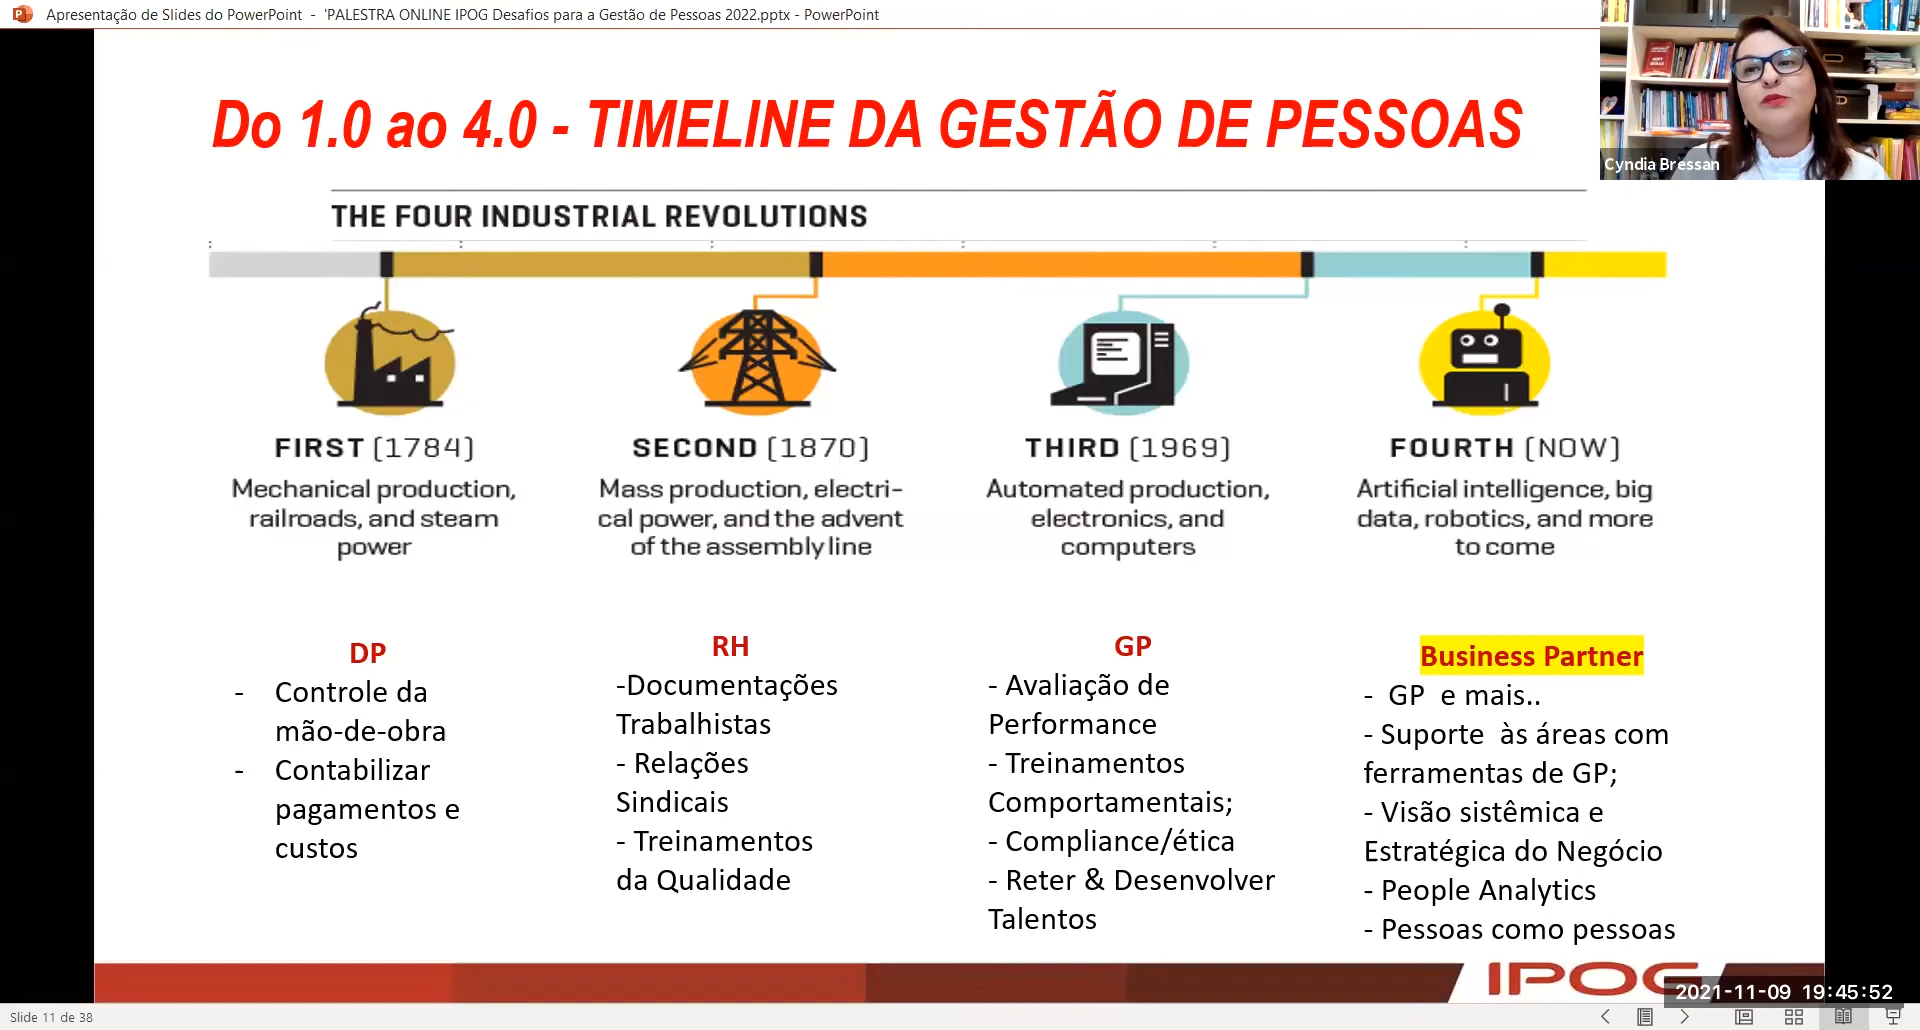 Apresentação de Slides do PowerPoint - 'PALESTRA ONLINE IPOG Desafios para a Gestão de Pessoas 2022.pptx - PowerPoint
Do 1.0 ao 4.0 - TIMELINE DA GESTÃO DE PESSOAS
Cyndia Bressan
THE FOUR INDUSTRIAL REVOLUTIONS
FIRST (1784)
Mechanical production,
railroads, and steam
power
SECOND (1870)
Mass production, electri-
cal power, and the advent
of the assembly line
THIRD (1969)
Automated production,
electronics, and
computers
FOURTH (NOW)
Artificial intelligence, big
data, robotics, and more
to come
DP
- Controle da
mão-de-obra
- Contabilizar
pagamentos e
custos
RH
-Documentações
Trabalhistas
- Relações
Sindicais
- Treinamentos
da Qualidade
GP
- Avaliação de
Performance
- Treinamentos
Comportamentais;
- Compliance/ética
- Reter & Desenvolver
Talentos
Business Partner
- GP e mais..
- Suporte às áreas com
ferramentas de GP;
- Visão sistêmica e
Estratégica do Negócio
- People Analytics
- Pessoas como pessoas
IPOG
2021-11-09 19:45:52
Slide 11 de 38